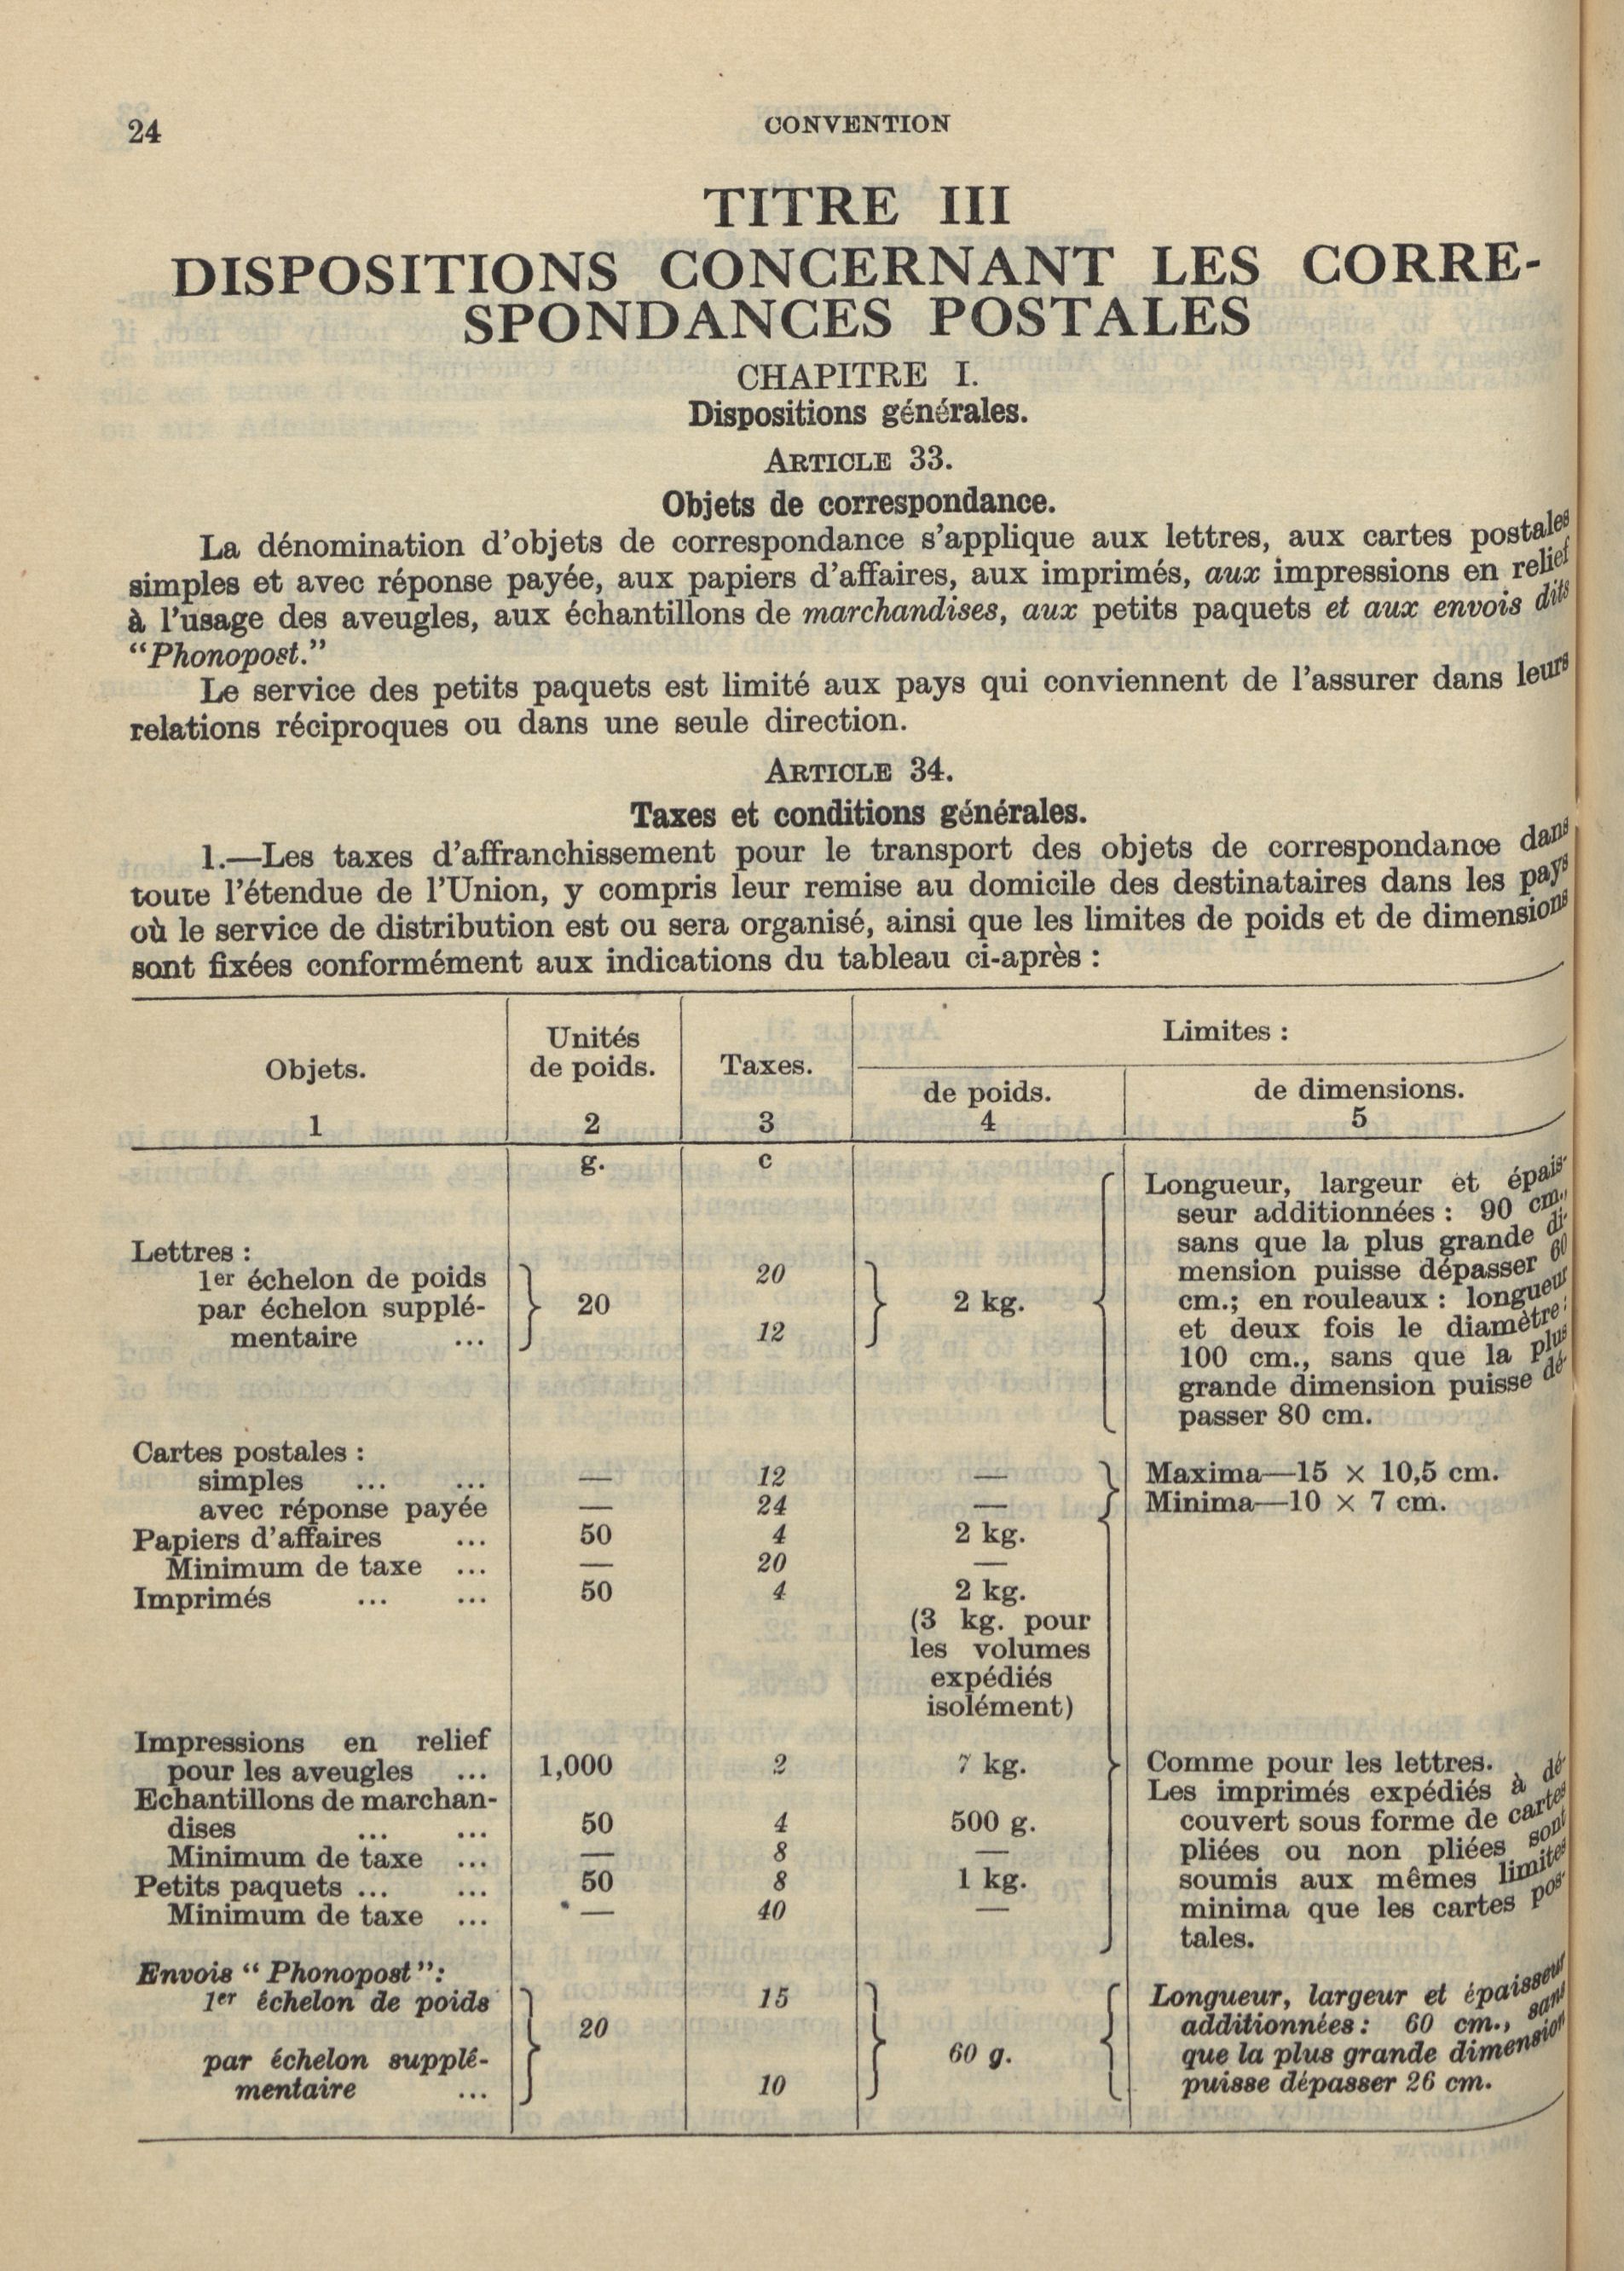 24
CONVENTION
TITRE III
DISPOSITIONS CONCERNANT LES CORRE-
SPONDANCES POSTALES
CHAPITRE I.
Dispositions générales.
ARTICLE 33.
Objets de correspondance.
La dénomination d'objets de correspondance s'applique aux lettres, aux cartes postales
simples et avec réponse payée, aux papiers d'affaires, aux imprimés, aux impressions en relief
à l'usage des aveugles, aux échantillons de marchandises, aux petits paquets et aux envois dits
"Phonopost."
Le service des petits paquets est limité aux pays qui conviennent de l'assurer dans leurs
relations réciproques ou dans une seule direction.
ARTICLE 34.
Taxes et conditions générales.
1.—Les taxes d'affranchissement pour le transport des objets de correspondance dans
toute l'étendue de l'Union, y compris leur remise au domicile des destinataires dans les pays
où le service de distribution est ou sera organisé, ainsi que les limites de poids et de dimensions
sont fixées conformément aux indications du tableau ci-après :
Objets.
1
Unités
de poids.
2
Taxes.
3
Limites :
de poids.
4
de dimensions.
5
g.
c
Lettres :
1er échelon de poids
par échelon supplé-
mentaire ...
20
20
12
2 kg.
Longueur, largeur et épais-
seur additionnées : 90 cm.,
sans que la plus grande di-
mension puisse dépasser 60
cm.; en rouleaux : longueur
et deux fois le diamètre :
100 cm., sans que la plus
grande dimension puisse dé-
passer 80 cm.
Cartes postales :
simples ... ... — 12 —
avec réponse payée — 24 —
Maxima—15 × 10,5 cm.
Minima—10 × 7 cm.
Papiers d'affaires ... 50 4 2 kg.
Minimum de taxe ... — 20 —
Imprimés ... ... 50 4 2 kg.
(3 kg. pour
les volumes
expédiés
isolément)
Impressions en relief
pour les aveugles ... 1,000 2 7 kg.
Echantillons de marchan-
dises ... ... 50 4 500 g.
Minimum de taxe ... — 8 —
Petits paquets ... ... 50 8 1 kg.
Minimum de taxe ... — 40 —
Comme pour les lettres.
Les imprimés expédiés à dé-
couvert sous forme de cartes
pliées ou non pliées sont
soumis aux mêmes limites
minima que les cartes pos-
tales.
Envois "Phonopost":
1er échelon de poids
par échelon supplé-
mentaire ...
20
15
10
60 g.
Longueur, largeur et épaisseur
additionnées : 60 cm., sans
que la plus grande dimension
puisse dépasser 26 cm.